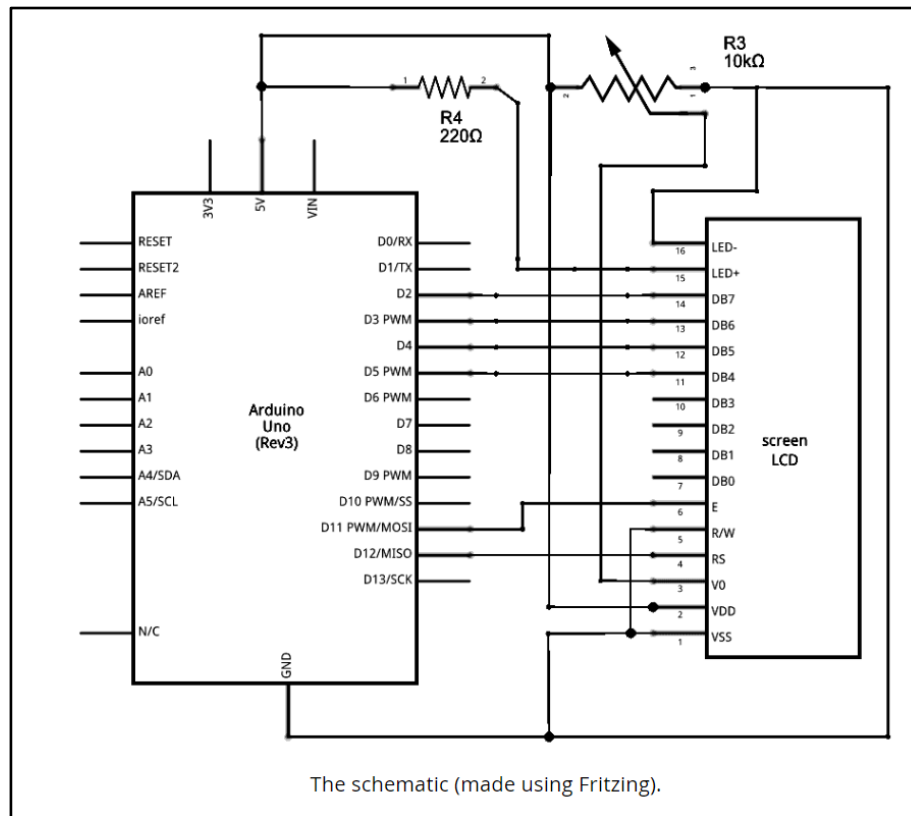 R3
10kΩ
1
2
R4
220Ω
2
3
1
3V3
5V
VIN
RESET
RESET2
AREF
ioref
A0
A1
A2
A3
A4/SDA
A5/SCL
N/C
Arduino
Uno
(Rev3)
D0/RX
D1/TX
D2
D3 PWM
D4
D5 PWM
D6 PWM
D7
D8
D9 PWM
D10 PWM/SS
D11 PWM/MOSI
D12/MISO
D13/SCK
GND
16 LED-
15 LED+
14 DB7
13 DB6
12 DB5
11 DB4
10 DB3
9 DB2
8 DB1
7 DB0
6 E
5 R/W
4 RS
3 V0
2 VDD
1 VSS
screen
LCD
The schematic (made using Fritzing).